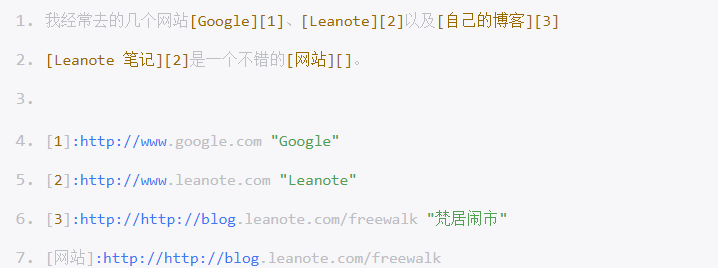 1. 我经常去的几个网站[Google][1]、[Leanote][2]以及[自己的博客][3]
2. [Leanote 笔记][2]是一个不错的[网站][]。
3.
4. [1]:http://www.google.com "Google"
5. [2]:http://www.leanote.com "Leanote"
6. [3]:http://http://blog.leanote.com/freewalk "梵居闹市"
7. [网站]:http://http://blog.leanote.com/freewalk